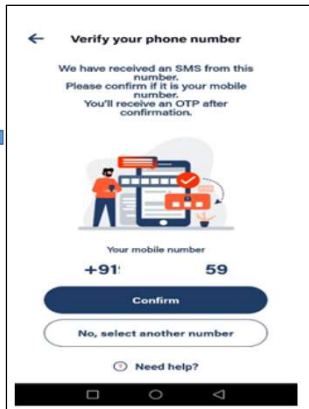 Verify your phone number
We have received an SMS from this
number.
Please confirm if it is your mobile
number.
You'll receive an OTP after
confirmation.
Your mobile number
+91 59
Confirm
No, select another number
Need help?